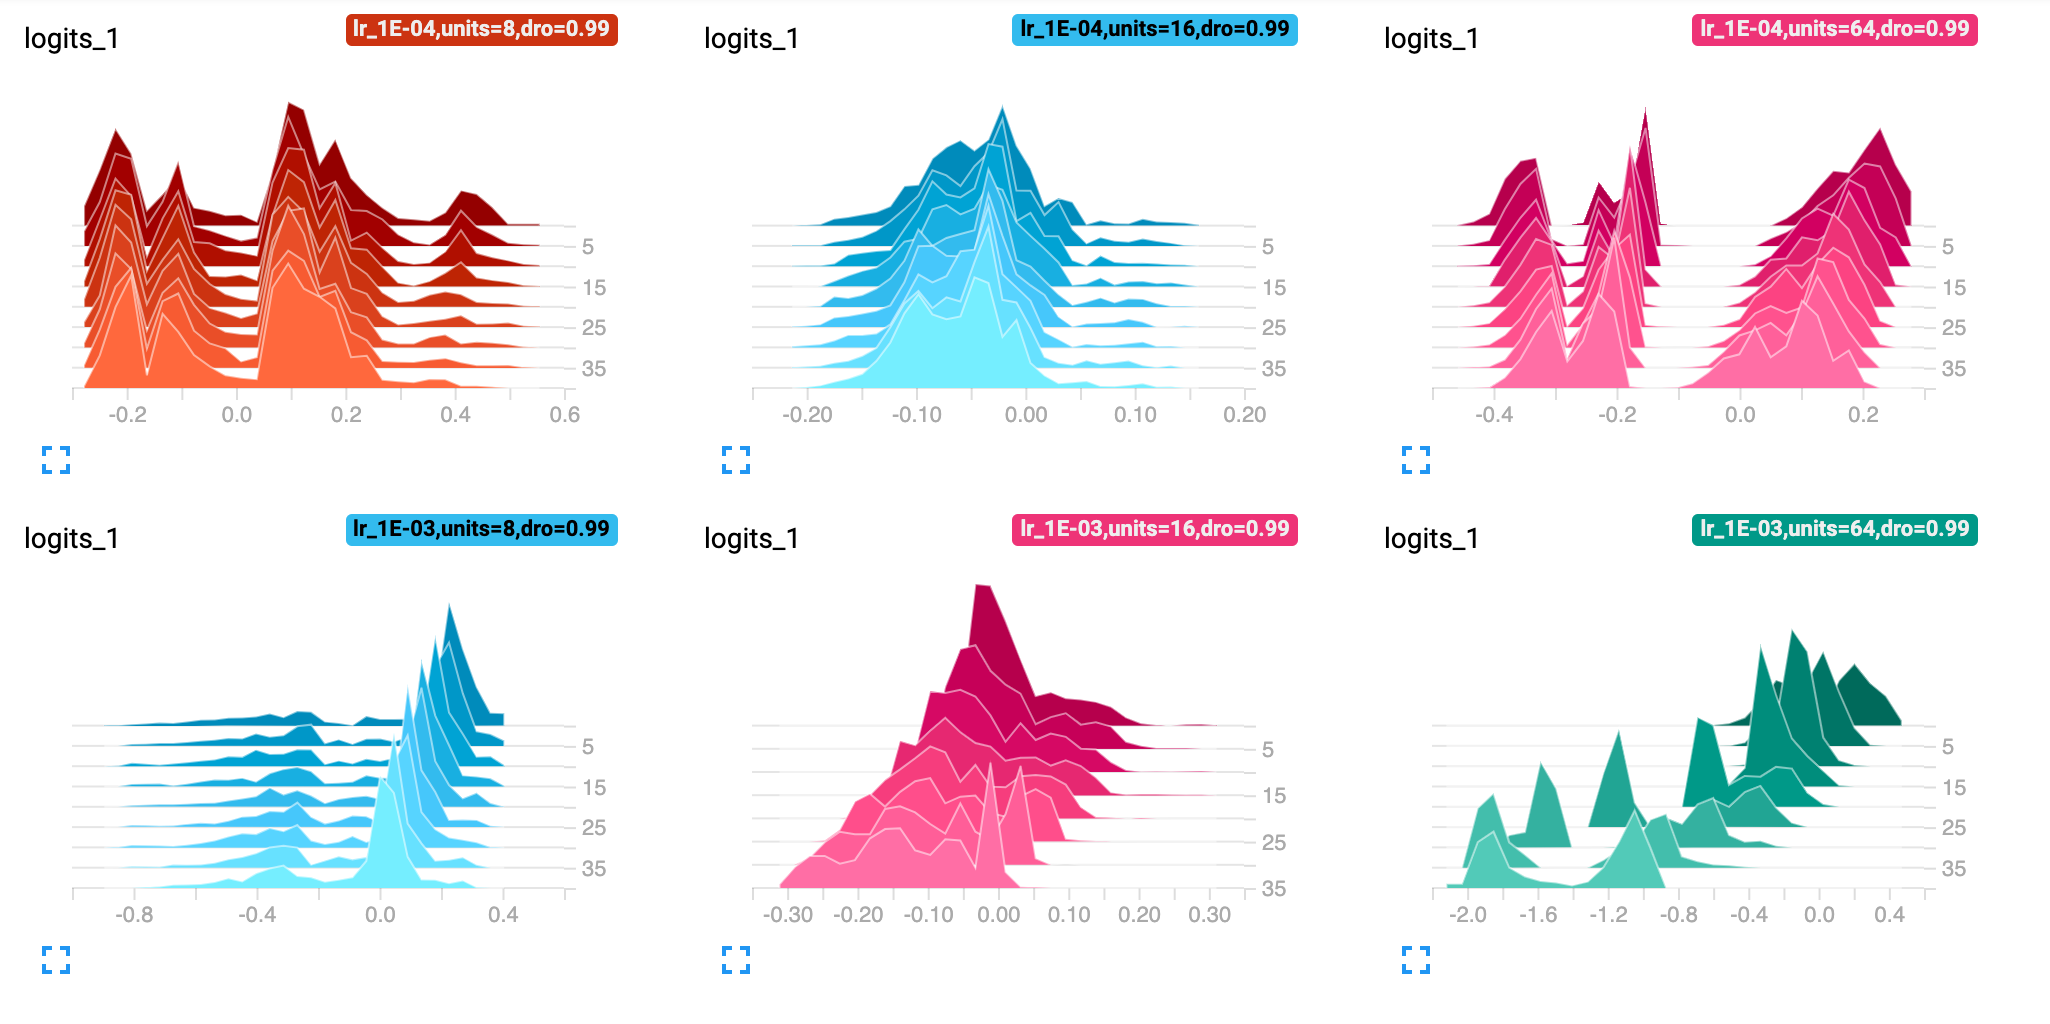 logits_1 lr_1E-04,units=8,dro=0.99
5
15
25
35
-0.2 0.0 0.2 0.4 0.6
logits_1 lr_1E-04,units=16,dro=0.99
5
15
25
35
-0.20 -0.10 0.00 0.10 0.20
logits_1 lr_1E-04,units=64,dro=0.99
5
15
25
35
-0.4 -0.2 0.0 0.2
logits_1 lr_1E-03,units=8,dro=0.99
5
15
25
35
-0.8 -0.4 0.0 0.4
logits_1 lr_1E-03,units=16,dro=0.99
5
15
25
35
-0.30 -0.20 -0.10 0.00 0.10 0.20 0.30
logits_1 lr_1E-03,units=64,dro=0.99
5
15
25
35
-2.0 -1.6 -1.2 -0.8 -0.4 0.0 0.4